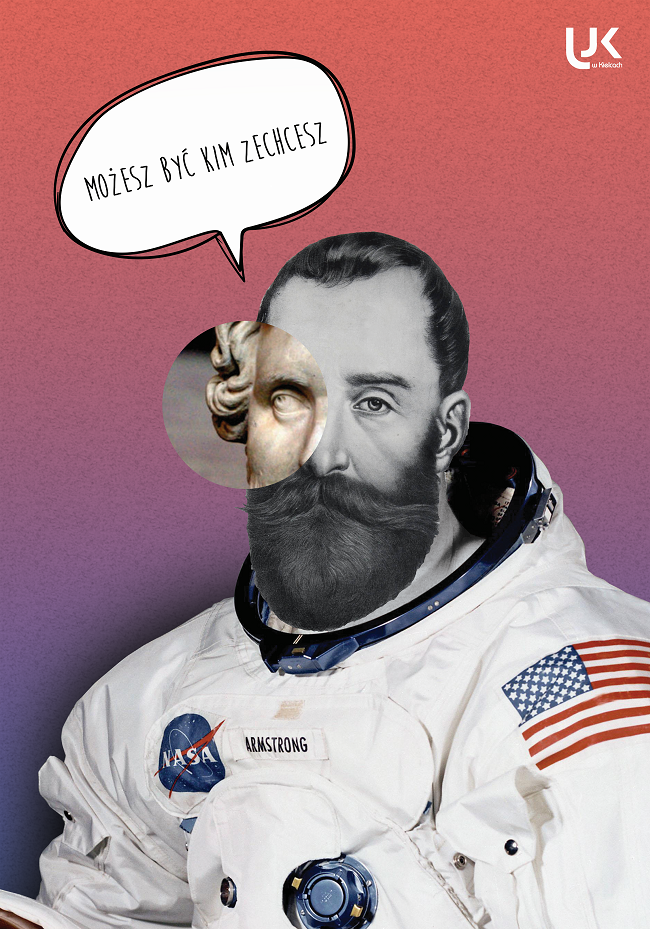 UJK
w Kielcach
MOŻESZ BYĆ KIM ZECHCESZ
NASA
ARMSTRONG